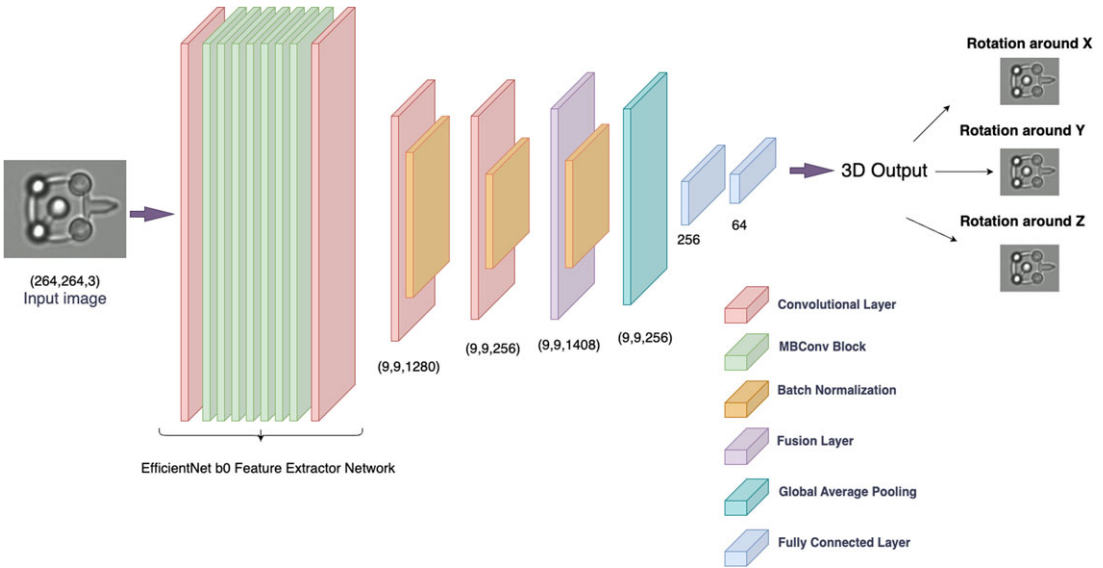 (264,264,3)
Input image
EfficientNet b0 Feature Extractor Network
(9,9,1280)
(9,9,256)
(9,9,1408)
(9,9,256)
256
64
3D Output
Rotation around X
Rotation around Y
Rotation around Z
Convolutional Layer
MBConv Block
Batch Normalization
Fusion Layer
Global Average Pooling
Fully Connected Layer